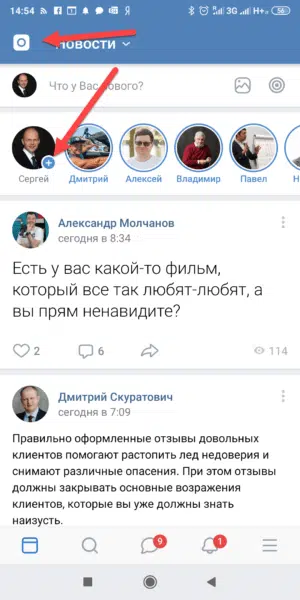 14:54 Я 3G H+ 56
Новости
Что у Вас нового?
Сергей Дмитрий Алексей Владимир Павел Н
Александр Молчанов
сегодня в 8:34
Есть у вас какой-то фильм,
который все так любят-любят, а
вы прям ненавидите?
2 6 114
Дмитрий Скуратович
сегодня в 7:09
Правильно оформленные отзывы довольных
клиентов помогают растопить лед недоверия и
снимают различные опасения. При этом отзывы
должны закрывать основные возражения
клиентов, которые вы уже должны знать
наизусть.
9 1